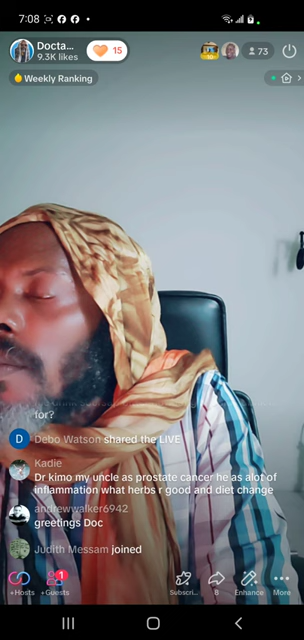 7:08
Docta...
9.3K likes
15
10
73
Weekly Ranking
for?
D
Debo Watson shared the LIVE
Kadie
Dr kimo my uncle as prostate cancer he as alot of
inflammation what herbs r good and diet change
andrewwalker6942
greetings Doc
Judith Messam joined
1
+Hosts
+Guests
Subscri...
8
Enhance
More